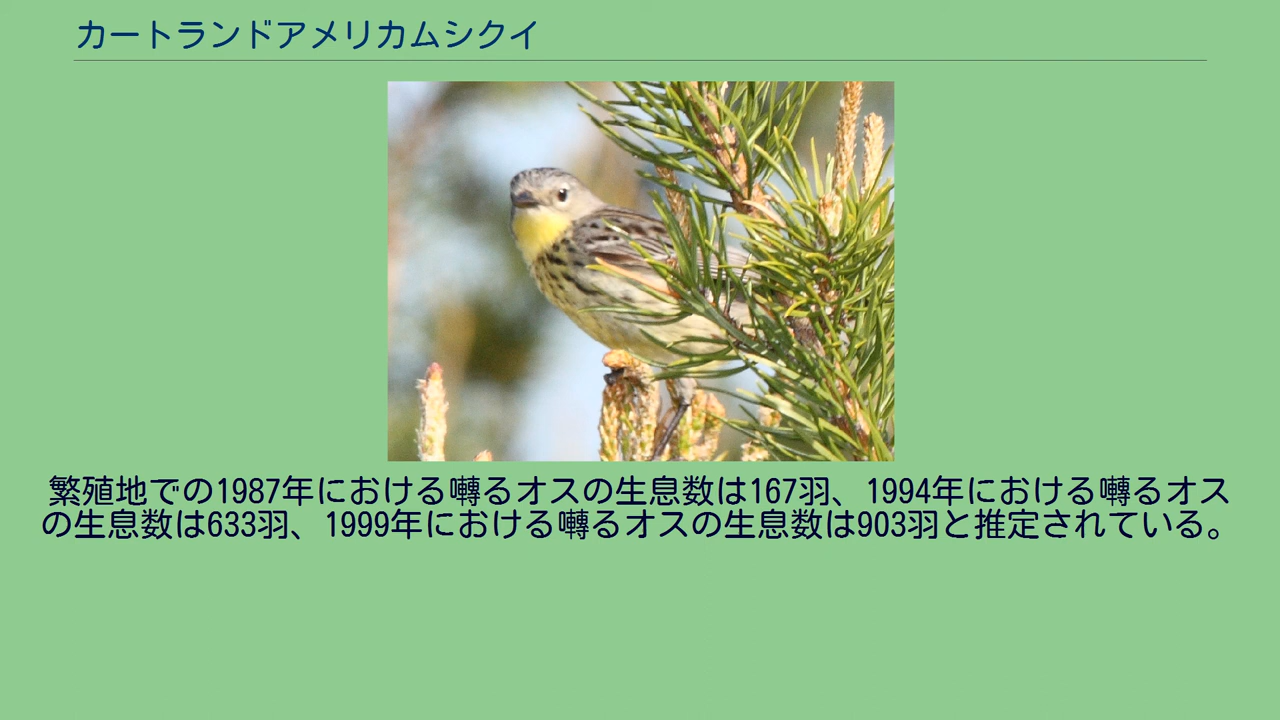 カートランドアメリカムシクイ
繁殖地での1987年における囀るオスの生息数は167羽、1994年における囀るオス
の生息数は633羽、1999年における囀るオスの生息数は903羽と推定されている。